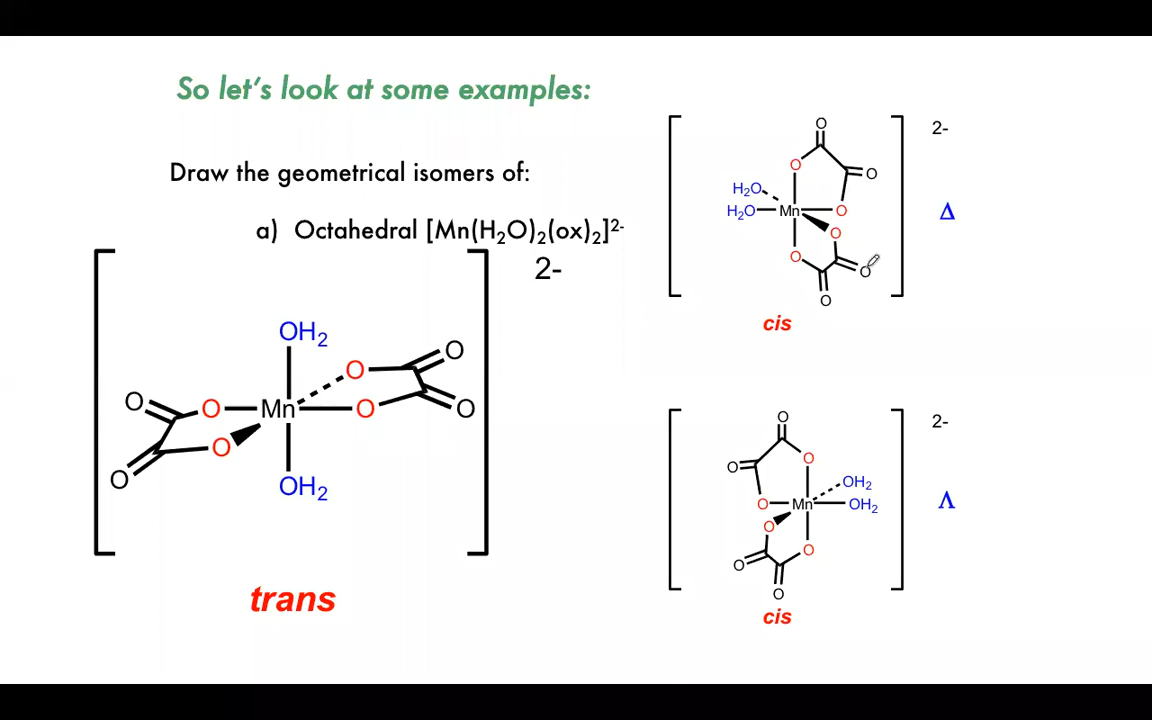 So let's look at some examples:
Draw the geometrical isomers of:
a) Octahedral [Mn(H₂O)₂(ox)₂]²⁻
2-
OH₂
O
O
O
O
Mn
O
O
O
O
OH₂
trans
2-
O
O
O
H₂O
H₂O
Mn
O
O
O
O
O
Δ
cis
2-
O
O
O
OH₂
O
Mn
OH₂
O
O
O
O
Λ
cis